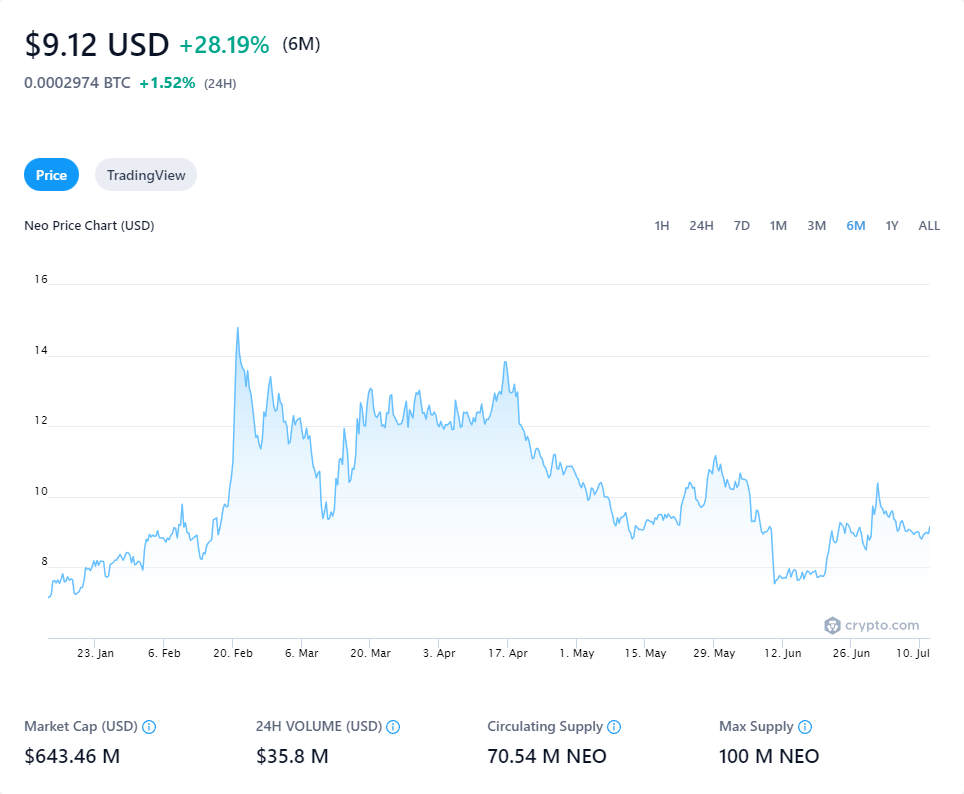 $9.12 USD +28.19% (6M)
0.0002974 BTC +1.52% (24H)
Price TradingView
Neo Price Chart (USD) 1H 24H 7D 1M 3M 6M 1Y ALL
16
14
12
10
8
crypto.com
23. Jan 6. Feb 20. Feb 6. Mar 20. Mar 3. Apr 17. Apr 1. May 15. May 29. May 12. Jun 26. Jun 10. Jul
Market Cap (USD) 24H VOLUME (USD) Circulating Supply Max Supply
$643.46 M $35.8 M 70.54 M NEO 100 M NEO